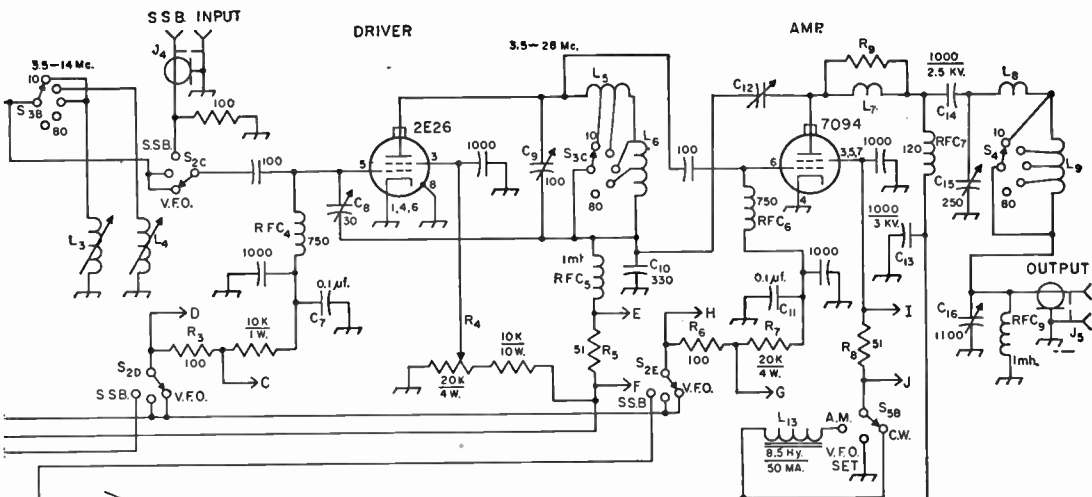 S.S.B. INPUT
J4
DRIVER
AMP.
3.5-14 Mc.
3.5-28 Mc.
10
S3B
80
100
S.S.B.
S2C
V.F.O.
100
L3
L4
RFC4
750
1000
0.1 µf.
C7
C8
30
2E26
5
3
8
1,4,6
1000
C9
100
L5
10
S3C
80
L6
1mh
RFC5
C10
330
100
C12
7094
6
3,5,7
4
750
RFC6
1000
0.1 µf.
C11
1000
R9
L7
120
RFC7
1000
2.5 KV.
C14
1000
3 KV.
C13
C15
250
L8
10
S4
80
L9
OUTPUT
J5
C16
1100
RFC9
1mh.
D
R3
100
10K
1W.
C
S2D
S.S.B.
V.F.O.
R4
20K
4W.
10K
10W.
E
51
R5
F
H
R6
100
R7
20K
4W.
G
S2E
S.S.B
V.F.O.
I
R8
51
J
L13
8.5 Hy.
50 MA.
A.M.
S5B
C.W.
V.F.O.
SET